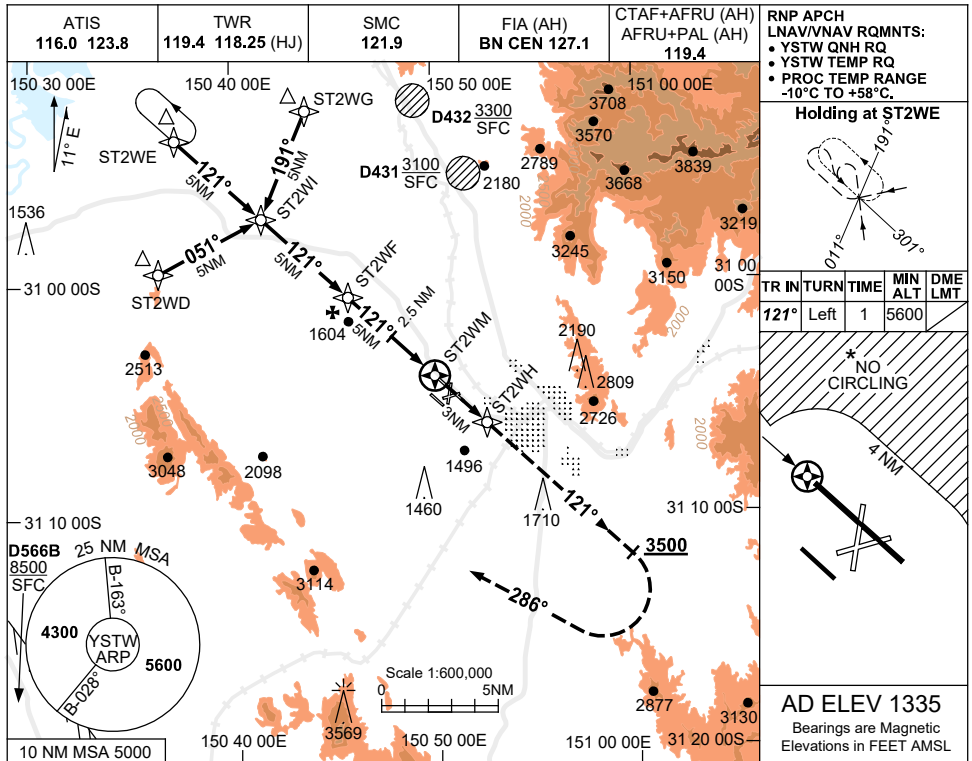 ATIS
116.0 123.8
TWR
119.4 118.25 (HJ)
SMC
121.9
FIA (AH)
BN CEN 127.1
CTAF+AFRU (AH)
AFRU+PAL (AH)
119.4
RNP APCH
LNAV/VNAV RQMNTS:
• YSTW QNH RQ
• YSTW TEMP RQ
• PROC TEMP RANGE
-10°C TO +58°C.
150 30 00E
150 40 00E
150 50 00E
151 00 00E
11° E
ST2WG
ST2WE
191°
5NM
121°
5NM
ST2WI
D432 3300
SFC
D431 3100
SFC
2180
2789
3708
3570
3839
3668
2000
3219
3245
3150
31 00
00S
2000
1536
051°
5NM
ST2WD
31 00 00S
121°
5NM
ST2WF
1604
121°
5NM
2.5 NM
ST2WM
3NM
ST2WH
2190
2809
2726
2000
2513
2500
2000
3048
2098
1496
1460
1710
121°
3500
286°
31 10 00S
31 10 00S
D566B
8500
SFC
25 NM MSA
B-163°
4300
YSTW
ARP
5600
B-028°
10 NM MSA 5000
3114
3569
Scale 1:600,000
0
5NM
2877
3130
150 40 00E
150 50 00E
151 00 00E
31 20 00S
Holding at ST2WE
191°
011°
301°
TR IN TURN TIME MIN ALT DME LMT
121° Left 1 5600
*NO
CIRCLING
4 NM
AD ELEV 1335
Bearings are Magnetic
Elevations in FEET AMSL